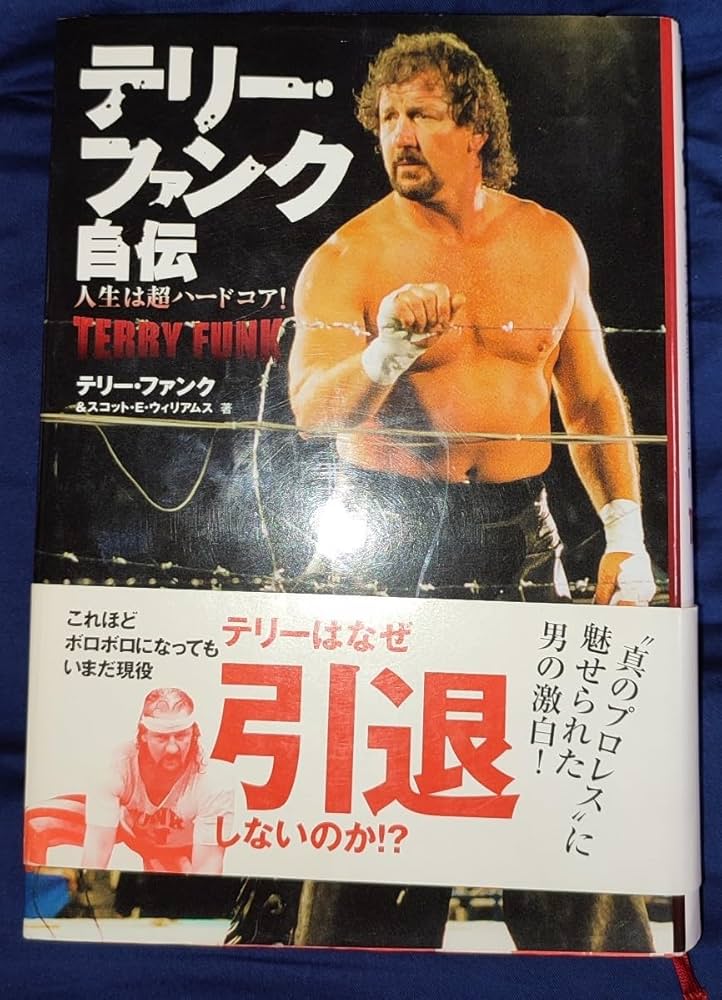 テリー・
ファンク
自伝
人生は超ハードコア!
TERRY FUNK
テリー・ファンク
&スコット・E・ウィリアムス 著
これほど
ボロボロになっても
いまだ現役
テリーはなぜ
引退
しないのか!?
〝真のプロレス〟に
魅せられた
男の激白!